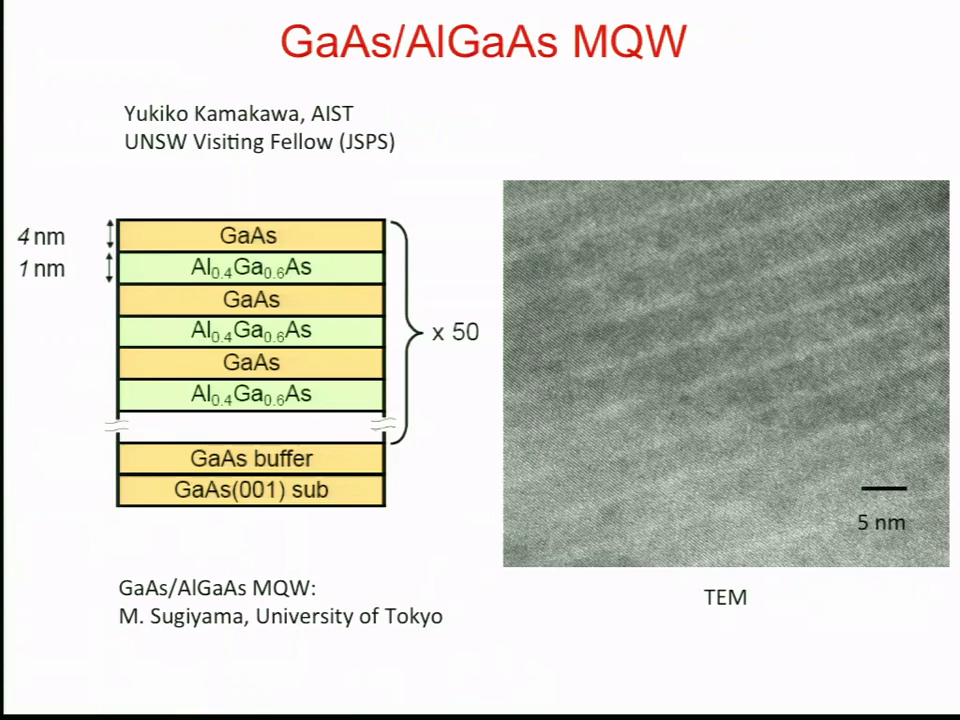 GaAs/AlGaAs MQW
Yukiko Kamakawa, AIST
UNSW Visiting Fellow (JSPS)
4 nm
1 nm
GaAs
Al0.4Ga0.6As
GaAs
Al0.4Ga0.6As
GaAs
Al0.4Ga0.6As
x 50
GaAs buffer
GaAs(001) sub
5 nm
TEM
GaAs/AlGaAs MQW:
M. Sugiyama, University of Tokyo